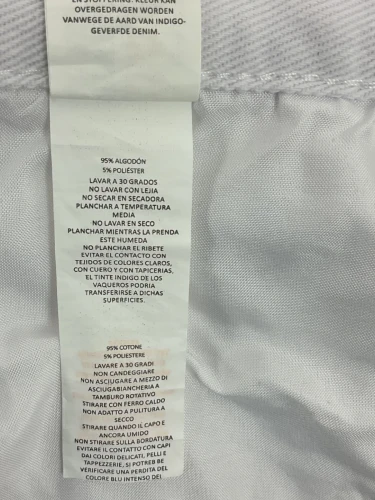 EN STOFFERING. KLEUR KAN
OVERGEDRAGEN WORDEN
VANWEGE DE AARD VAN INDIGO-
GEVERFDE DENIM.
95% ALGODÓN
5% POLIÉSTER
LAVAR A 30 GRADOS
NO LAVAR CON LEJIA
NO SECAR EN SECADORA
PLANCHAR A TEMPERATURA
MEDIA
NO LAVAR EN SECO
PLANCHAR MIENTRAS LA PRENDA
ESTE HUMEDA
NO PLANCHAR EL RIBETE
EVITAR EL CONTACTO CON
TEJIDOS DE COLORES CLAROS,
CON CUERO Y CON TAPICERIAS.
EL TINTE INDIGO DE LOS
VAQUEROS PODRIA
TRANSFERIRSE A DICHAS
SUPERFICIES.
95% COTONE
5% POLIESTERE
LAVARE A 30 GRADI
NON CANDEGGIARE
NON ASCIUGARE A MEZZO DI
ASCIUGABIANCHERIA A
TAMBURO ROTATIVO
STIRARE CON FERRO CALDO
NON ADATTO A PULITURA A
SECCO
STIRARE QUANDO IL CAPO E
ANCORA UMIDO
NON STIRARE SULLA BORDATURA
EVITARE IL CONTATTO CON CAPI
DAI COLORI DELICATI, PELLI E
TAPPEZZERIE, SI POTREB BE
VERIFICARE UNA PERDITA DEL
COLORE BLU INTENSO DEI